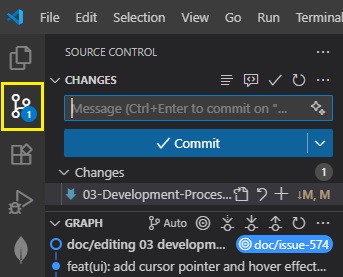 File Edit View Go Run Terminal
SOURCE CONTROL
CHANGES
Message (Ctrl+Enter to commit on "...
Commit
1
Changes 1
03-Development-Proces... M, M
GRAPH Auto
doc/editing 03 developm... doc/issue-574
feat(ui): add cursor pointer and hover effect...